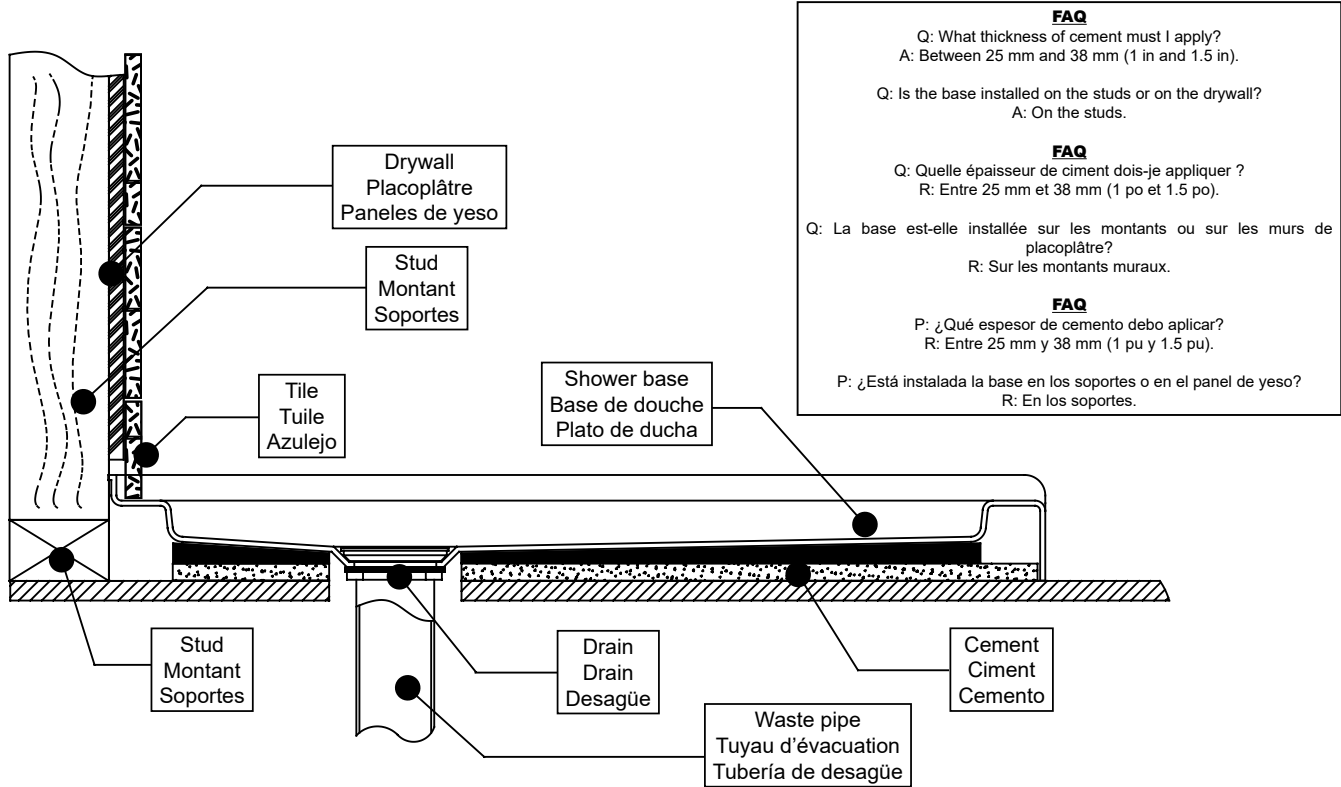 FAQ
Q: What thickness of cement must I apply?
A: Between 25 mm and 38 mm (1 in and 1.5 in).
Q: Is the base installed on the studs or on the drywall?
A: On the studs.
FAQ
Q: Quelle épaisseur de ciment dois-je appliquer ?
R: Entre 25 mm et 38 mm (1 po et 1.5 po).
Q: La base est-elle installée sur les montants ou sur les murs de
placoplâtre?
R: Sur les montants muraux.
FAQ
P: ¿Qué espesor de cemento debo aplicar?
R: Entre 25 mm y 38 mm (1 pu y 1.5 pu).
P: ¿Está instalada la base en los soportes o en el panel de yeso?
R: En los soportes.
Drywall
Placoplâtre
Paneles de yeso
Stud
Montant
Soportes
Tile
Tuile
Azulejo
Shower base
Base de douche
Plato de ducha
Stud
Montant
Soportes
Drain
Drain
Desagüe
Cement
Ciment
Cemento
Waste pipe
Tuyau d’évacuation
Tubería de desagüe